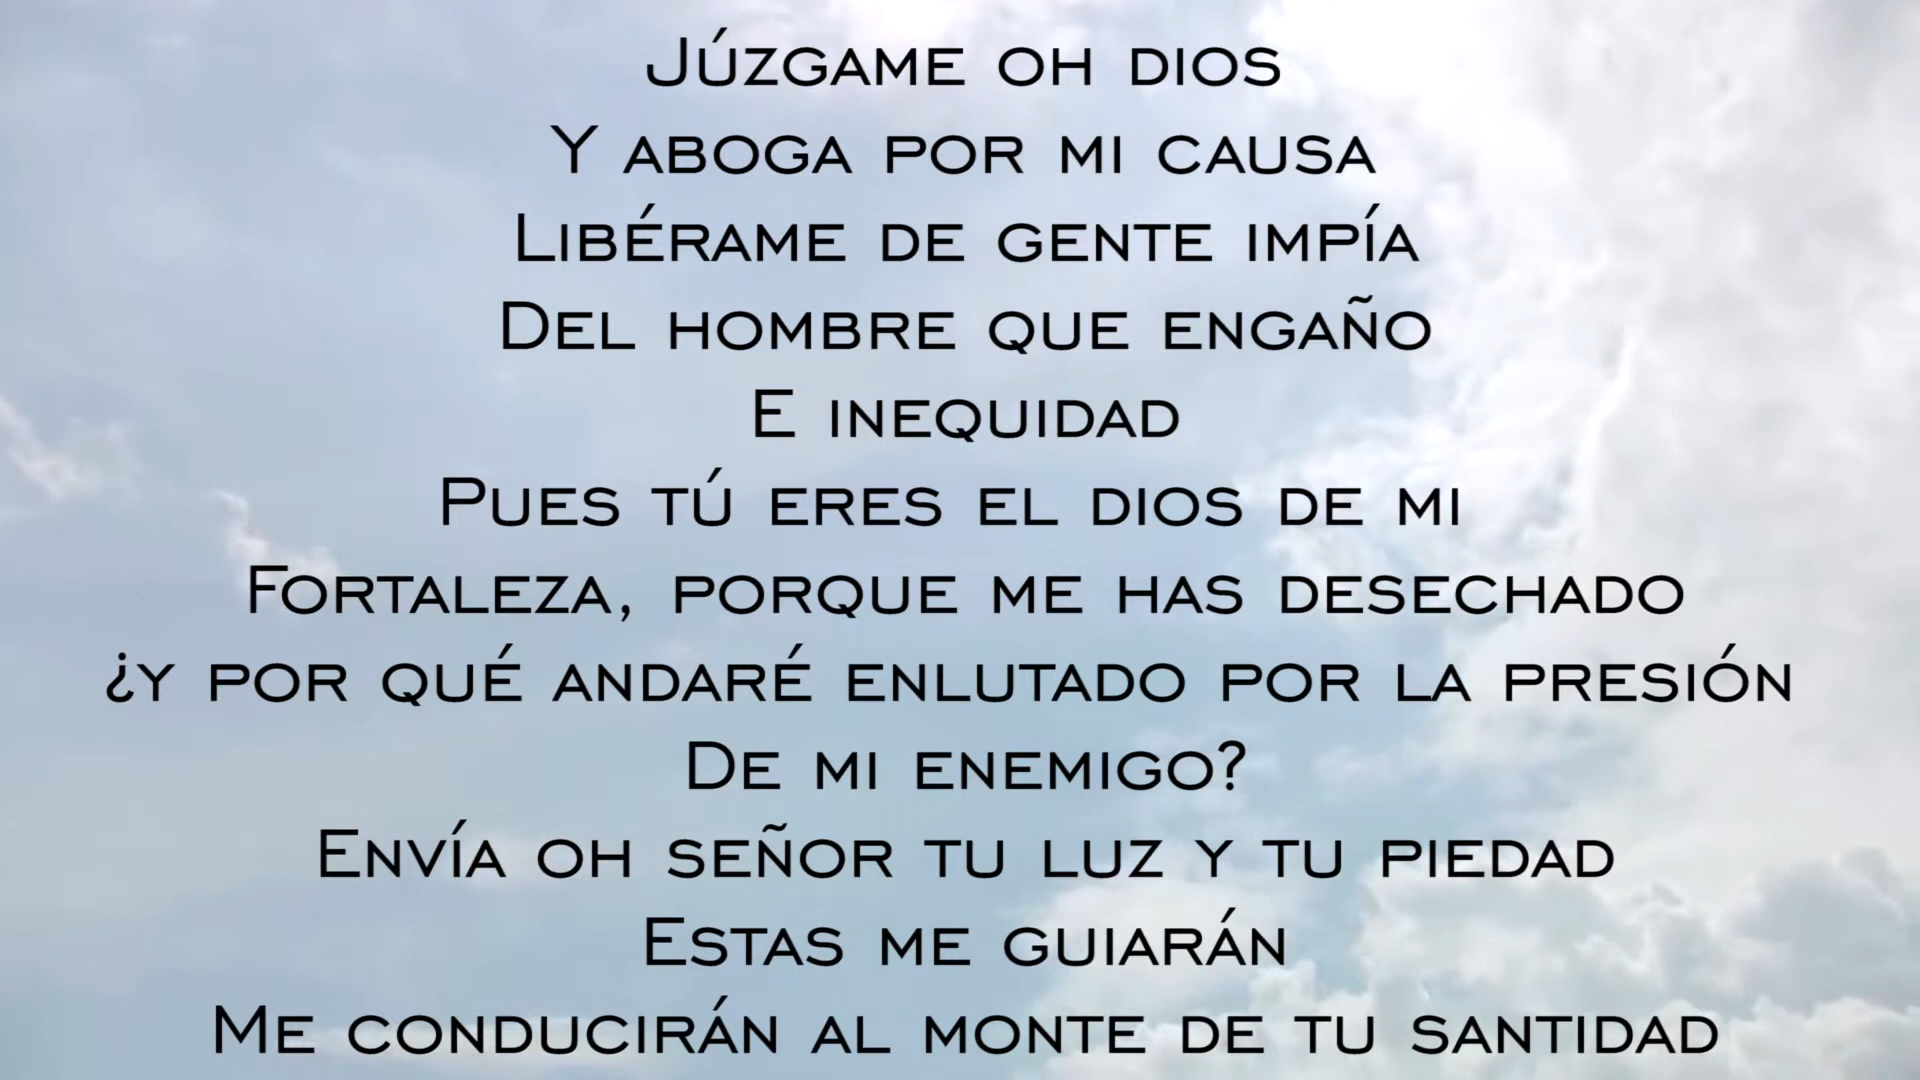 Júzgame oh dios
Y aboga por mi causa
Libérame de gente impía
Del hombre que engaño
E inequidad
Pues tú eres el dios de mi
Fortaleza, porque me has desechado
¿Y por qué andaré enlutado por la presión
De mi enemigo?
Envía oh señor tu luz y tu piedad
Estas me guiarán
Me conducirán al monte de tu santidad